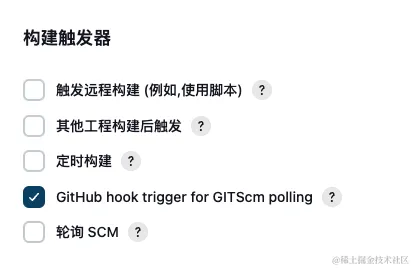 构建触发器
触发远程构建 (例如,使用脚本) ?
其他工程构建后触发 ?
定时构建 ?
GitHub hook trigger for GITScm polling ?
轮询 SCM ?
@稀土掘金技术社区